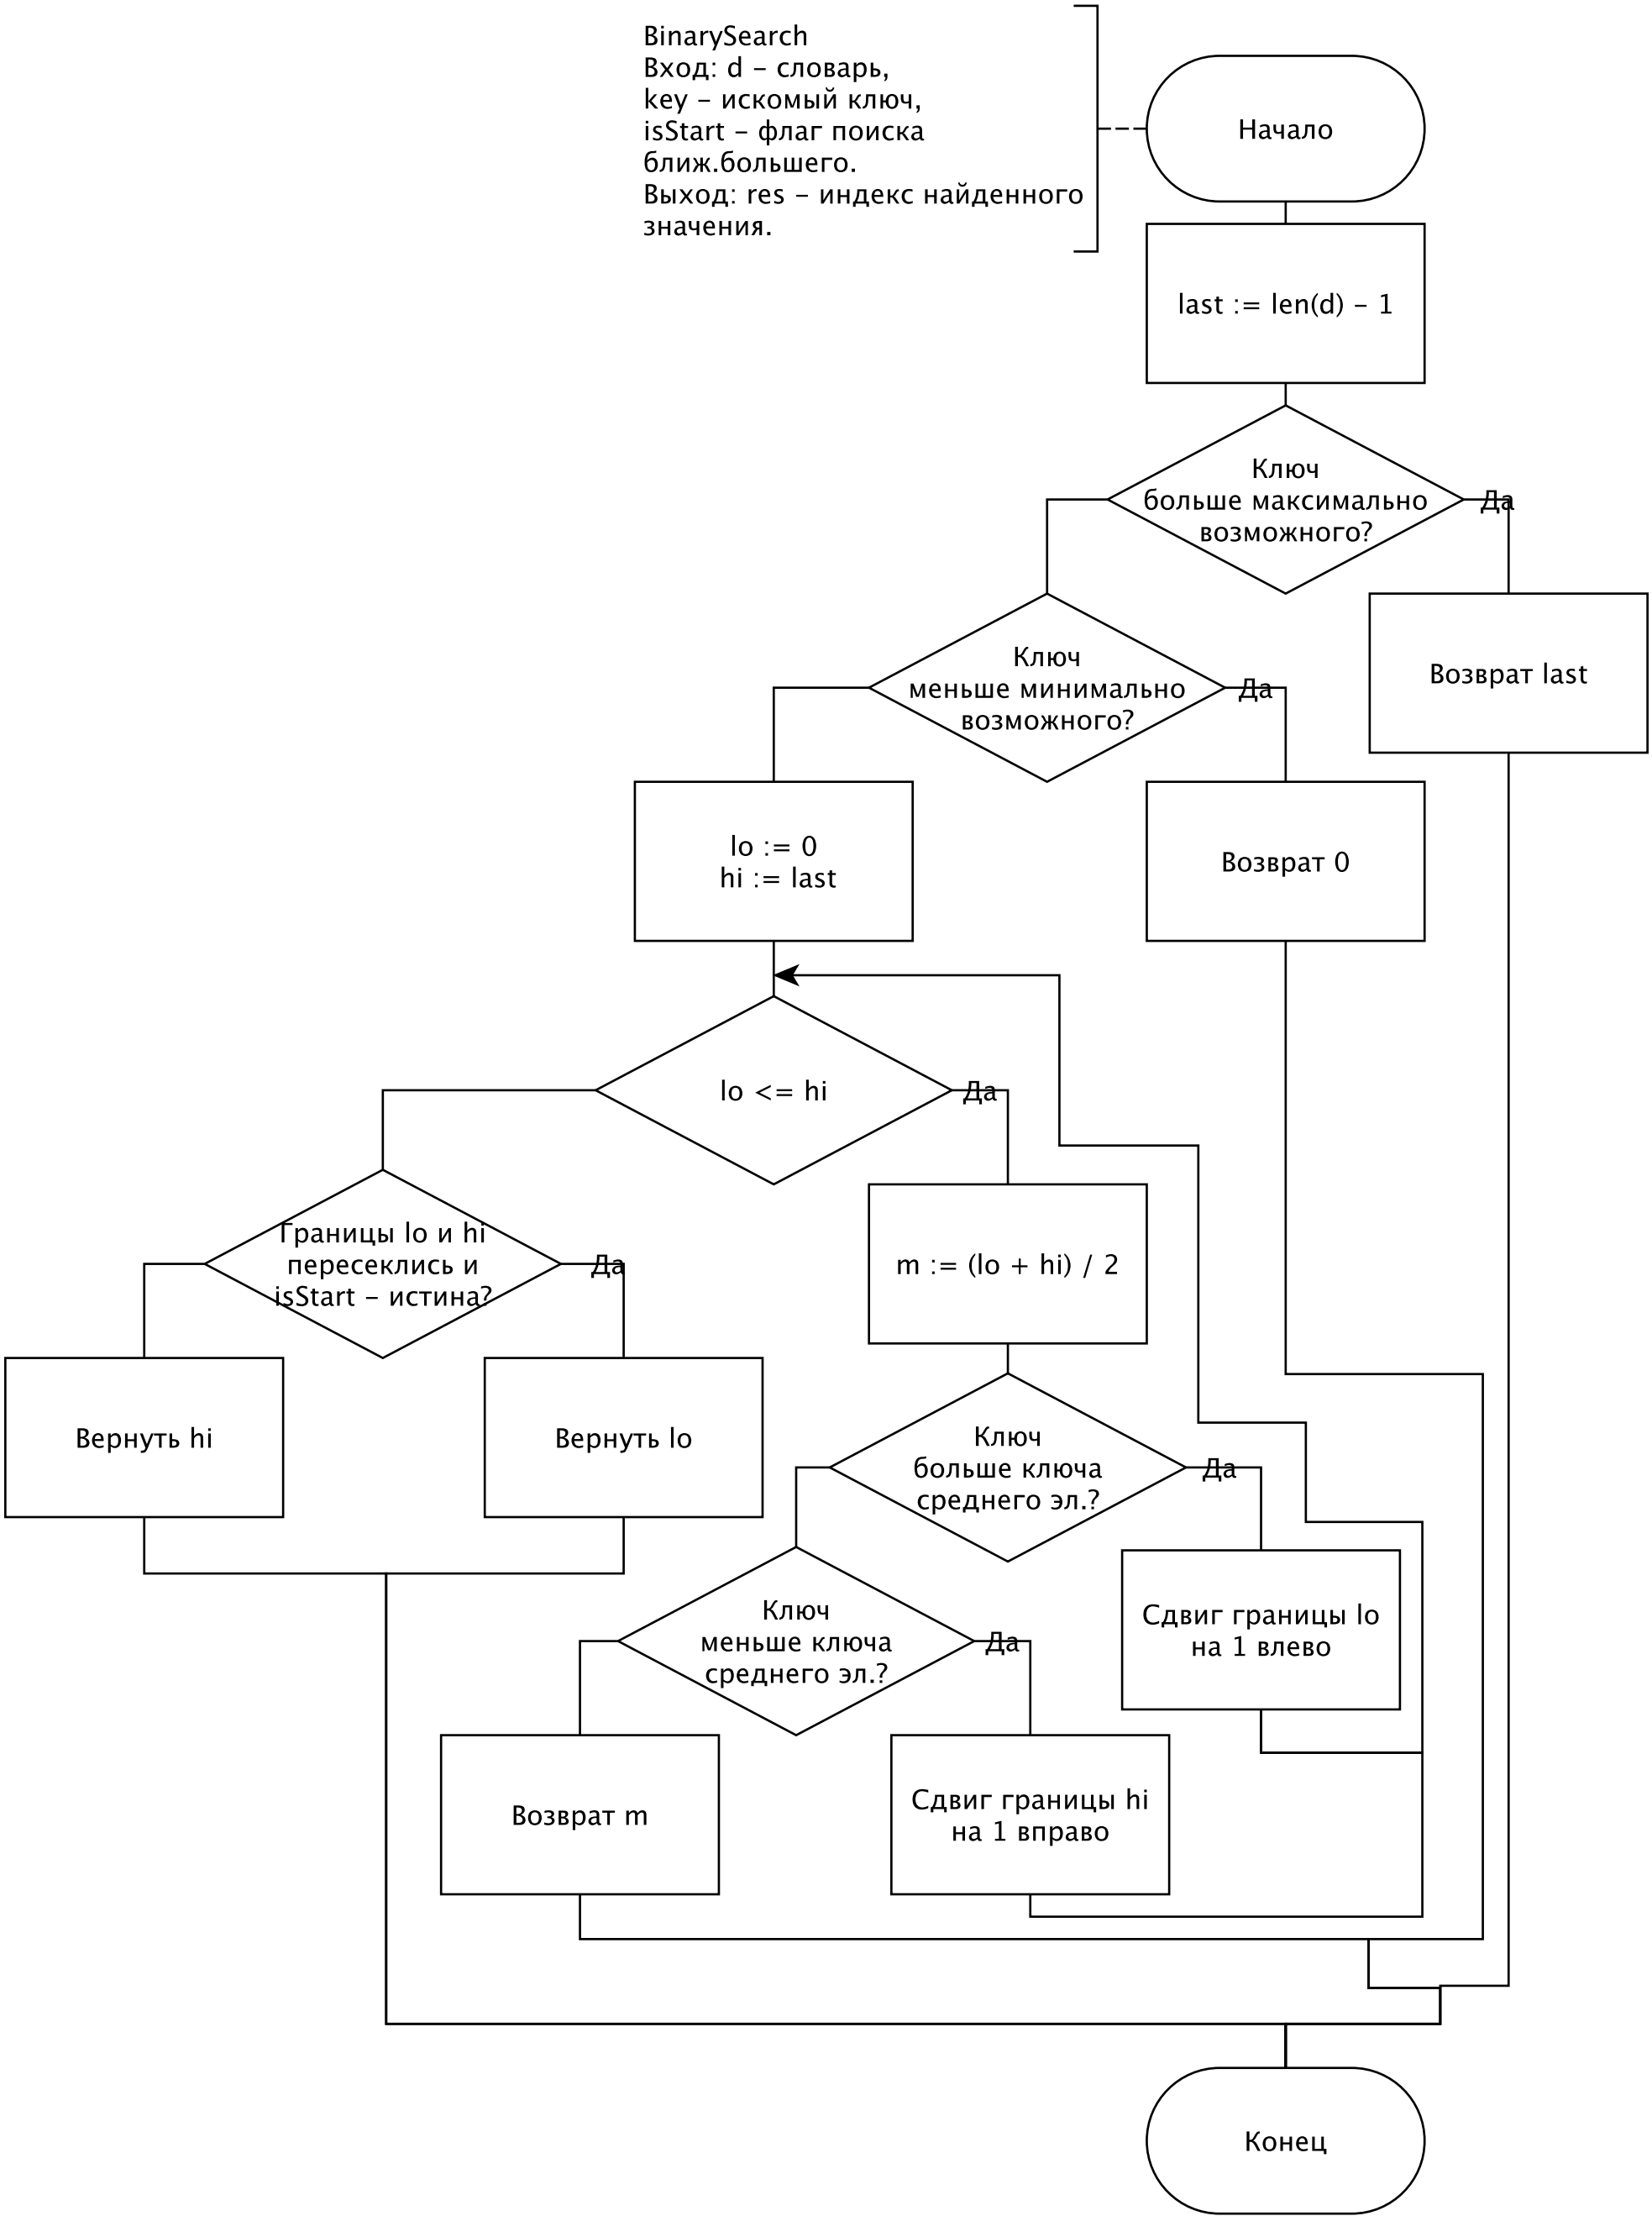 BinarySearch
Вход: d – словарь,
key – искомый ключ,
isStart – флаг поиска
ближ.большего.
Выход: res – индекс найденного
значения.
Начало
last := len(d) – 1
Ключ
больше максимально
возможного?
Да
Ключ
меньше минимально
возможного?
Да
Возврат last
lo := 0
hi := last
Возврат 0
lo <= hi
Да
Границы lo и hi
пересеклись и
isStart – истина?
Да
m := (lo + hi) / 2
Вернуть hi
Вернуть lo
Ключ
больше ключа
среднего эл.?
Да
Ключ
меньше ключа
среднего эл.?
Да
Сдвиг границы lo
на 1 влево
Возврат m
Сдвиг границы hi
на 1 вправо
Конец